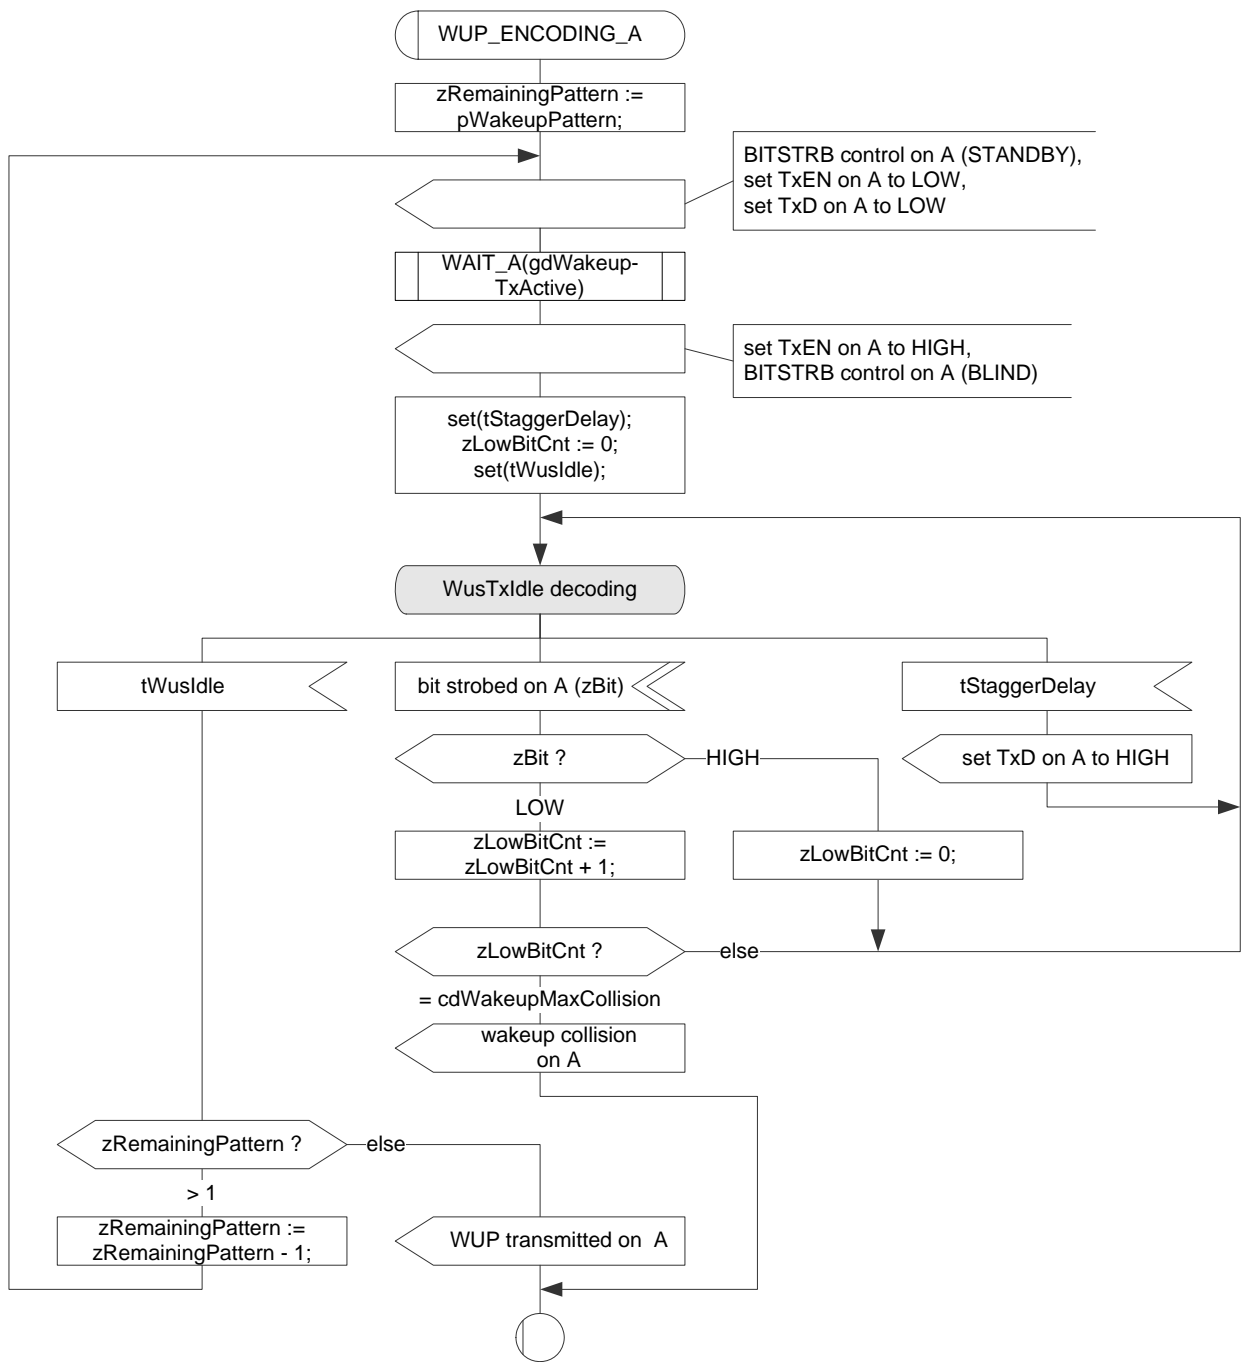 WUP_ENCODING_A
zRemainingPattern :=
pWakeupPattern;
BITSTRB control on A (STANDBY),
set TxEN on A to LOW,
set TxD on A to LOW
WAIT_A(gdWakeup-
TxActive)
set TxEN on A to HIGH,
BITSTRB control on A (BLIND)
set(tStaggerDelay);
zLowBitCnt := 0;
set(tWusIdle);
WusTxIdle decoding
tWusIdle
bit strobed on A (zBit)
tStaggerDelay
zBit ?
HIGH
set TxD on A to HIGH
LOW
zLowBitCnt :=
zLowBitCnt + 1;
zLowBitCnt := 0;
zLowBitCnt ?
else
= cdWakeupMaxCollision
wakeup collision
on A
zRemainingPattern ?
else
> 1
zRemainingPattern :=
zRemainingPattern - 1;
WUP transmitted on A